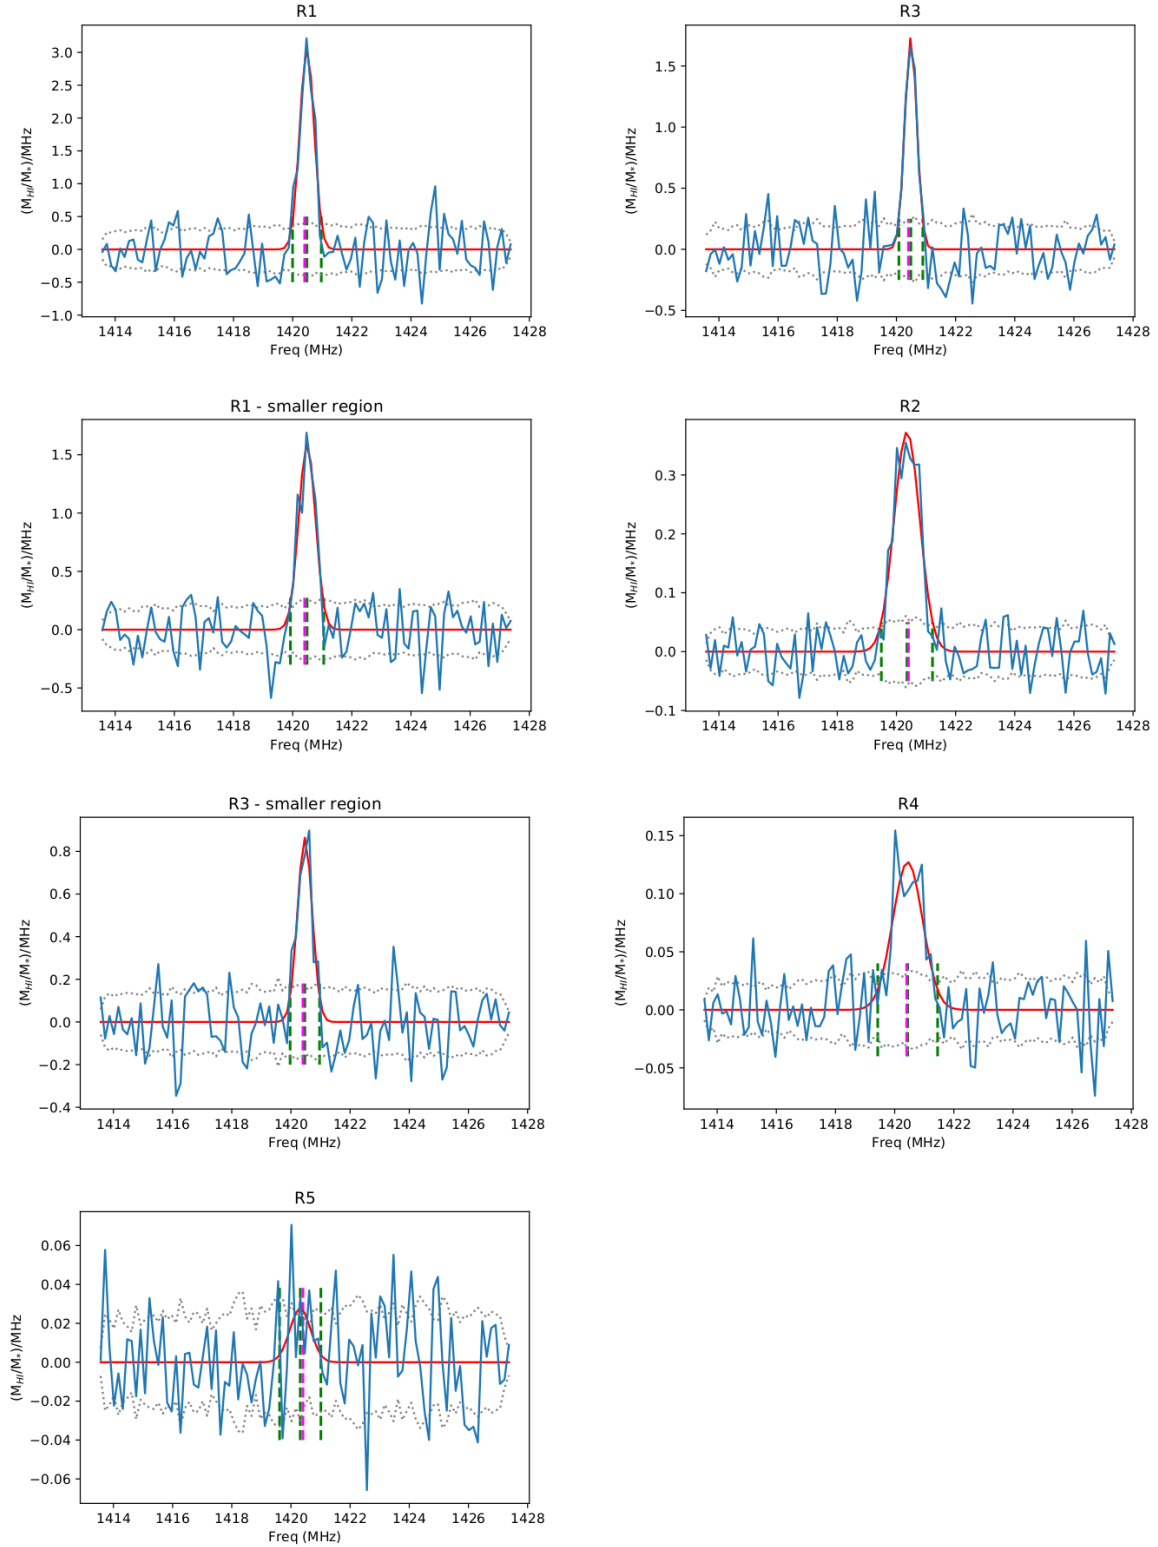 R1
3.0
2.5
2.0
1.5
1.0
0.5
0.0
−0.5
−1.0
(M_HI/M_*)/MHz
1414 1416 1418 1420 1422 1424 1426 1428
Freq (MHz)
R3
1.5
1.0
0.5
0.0
−0.5
(M_HI/M_*)/MHz
1414 1416 1418 1420 1422 1424 1426 1428
Freq (MHz)
R1 - smaller region
1.5
1.0
0.5
0.0
−0.5
(M_HI/M_*)/MHz
1414 1416 1418 1420 1422 1424 1426 1428
Freq (MHz)
R2
0.3
0.2
0.1
0.0
−0.1
(M_HI/M_*)/MHz
1414 1416 1418 1420 1422 1424 1426 1428
Freq (MHz)
R3 - smaller region
0.8
0.6
0.4
0.2
0.0
−0.2
−0.4
(M_HI/M_*)/MHz
1414 1416 1418 1420 1422 1424 1426 1428
Freq (MHz)
R4
0.15
0.10
0.05
0.00
−0.05
(M_HI/M_*)/MHz
1414 1416 1418 1420 1422 1424 1426 1428
Freq (MHz)
R5
0.06
0.04
0.02
0.00
−0.02
−0.04
−0.06
(M_HI/M_*)/MHz
1414 1416 1418 1420 1422 1424 1426 1428
Freq (MHz)